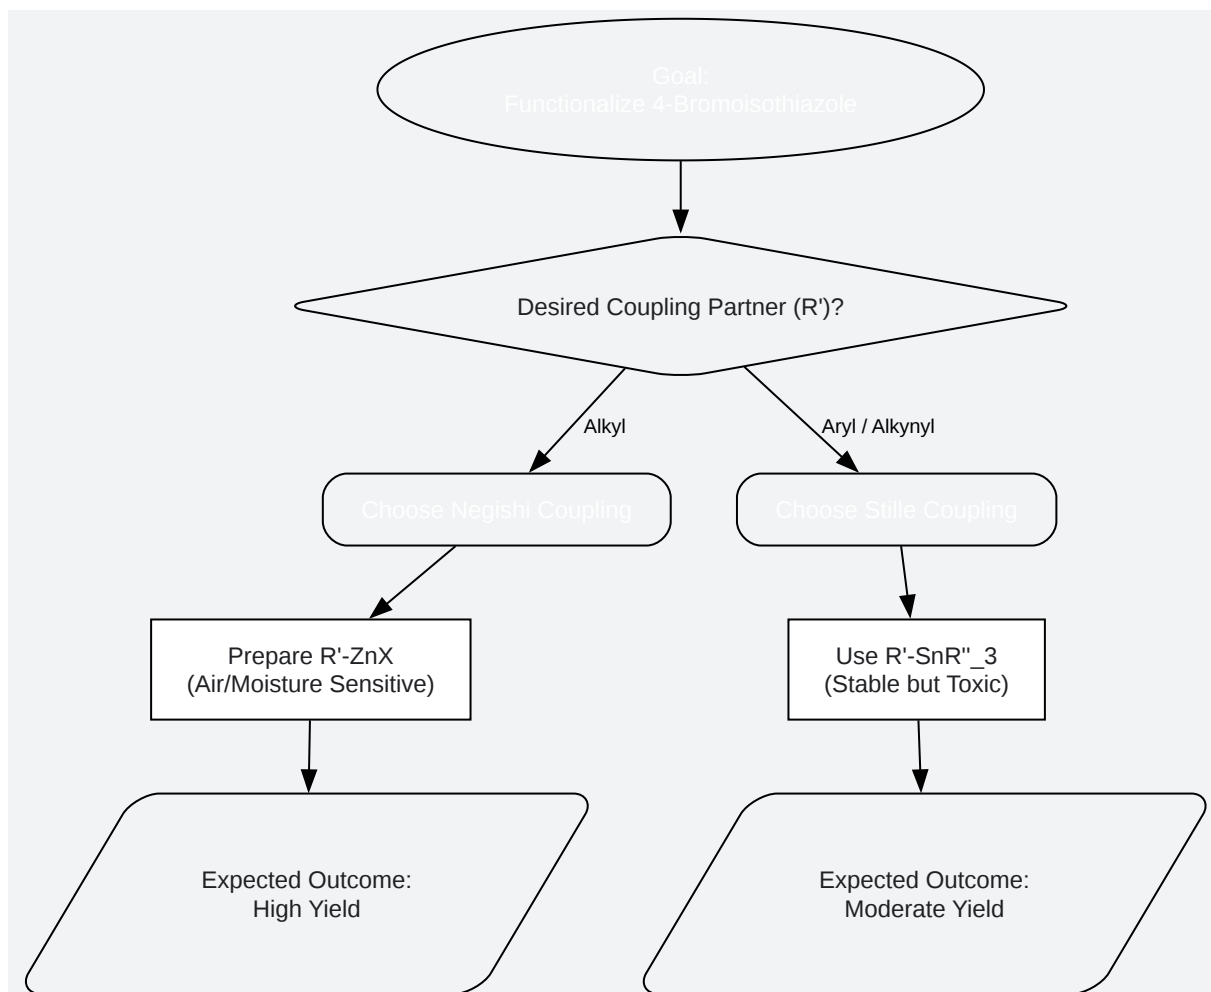 Goal:
Functionalize 4-Bromoisothiazole
Desired Coupling Partner (R')?
Alkyl
Aryl / Alkynyl
Choose Negishi Coupling
Choose Stille Coupling
Prepare R'-ZnX
(Air/Moisture Sensitive)
Use R'-SnR''_3
(Stable but Toxic)
Expected Outcome:
High Yield
Expected Outcome:
Moderate Yield